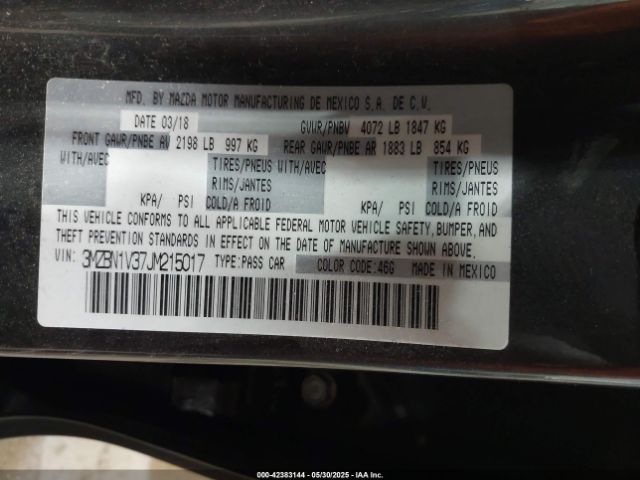 MFD. BY MAZDA MOTOR MANUFACTURING DE MEXICO S.A. DE C.V.
DATE 03/18 GVWR/PNBV 4072 LB 1847 KG
FRONT GAWR/PNBE AV 2198 LB 997 KG REAR GAWR/PNBE AR 1883 LB 854 KG
WITH/AVEC TIRES/PNEUS WITH/AVEC TIRES/PNEUS
RIMS/JANTES RIMS/JANTES
KPA/ PSI COLD/A FROID KPA/ PSI COLD/A FROID
THIS VEHICLE CONFORMS TO ALL APPLICABLE FEDERAL MOTOR VEHICLE SAFETY, BUMPER, AND
THEFT PREVENTION STANDARDS IN EFFECT ON THE DATE OF MANUFACTURE SHOWN ABOVE.
VIN: 3MZBN1V37JM215017 TYPE:PASS CAR COLOR CODE:46G MADE IN MEXICO
000-42383144 - 05/30/2025 - IAA Inc.